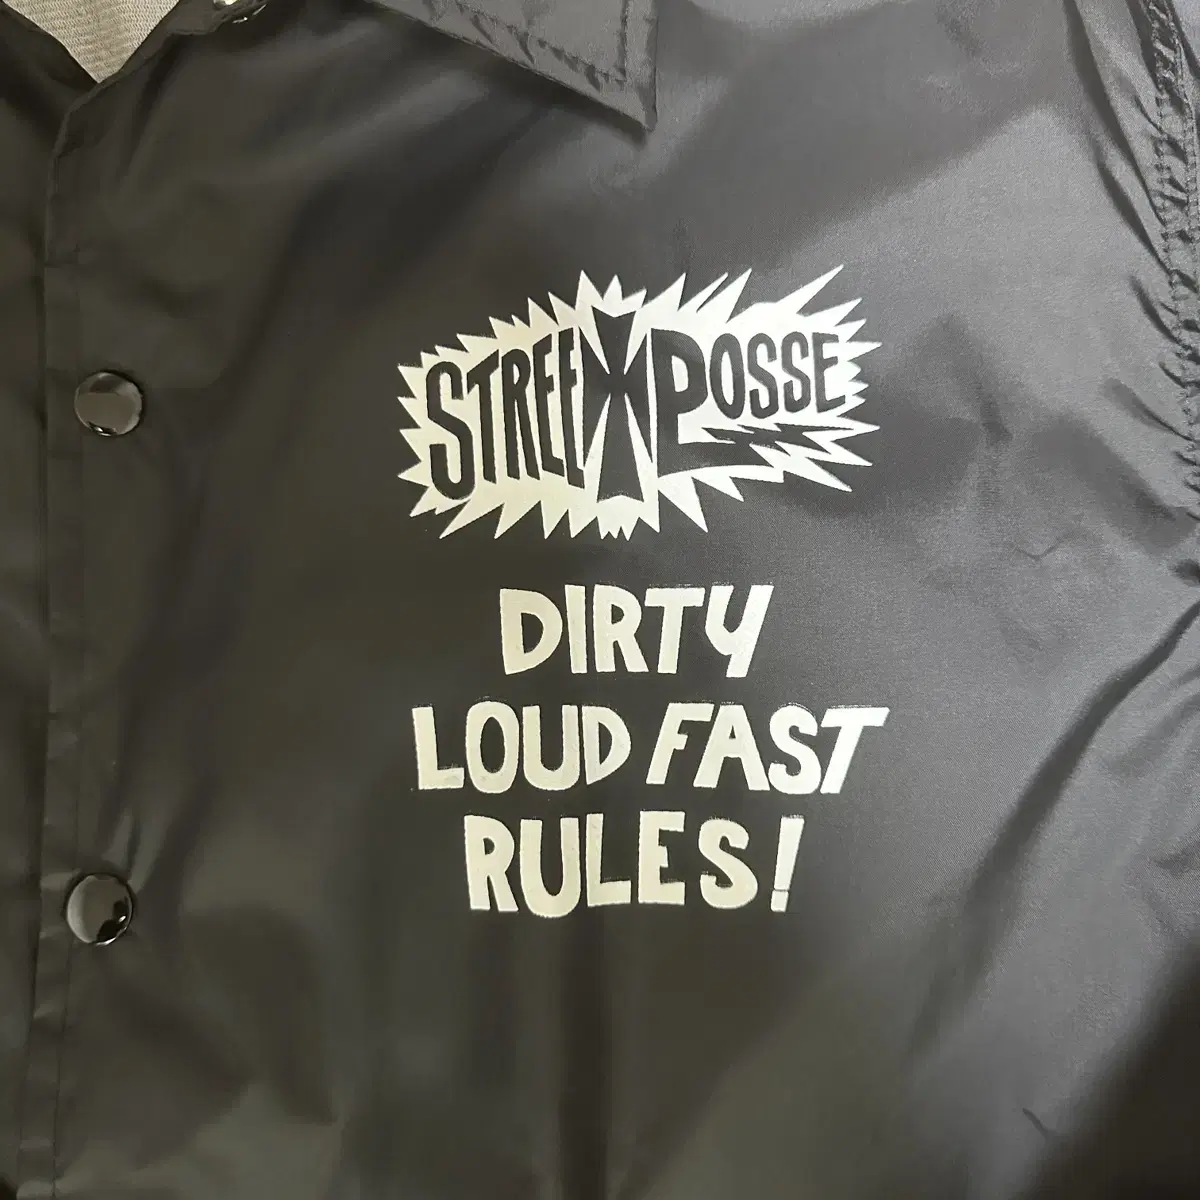 STREET POSSE
DIRTY
LOUD FAST
RULES!